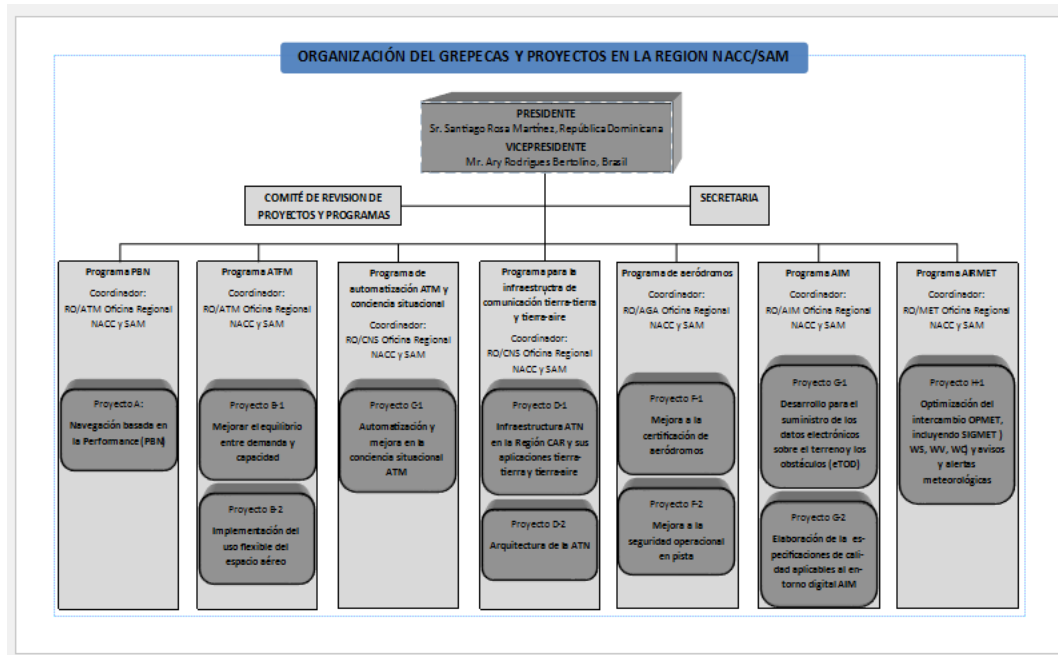 ORGANIZACIÓN DEL GREPECAS Y PROYECTOS EN LA REGION NACC/SAM
PRESIDENTE
Sr. Santiago Rosa Martínez, República Dominicana
VICEPRESIDENTE
Mr. Ary Rodrigues Bertolino, Brasil
COMITÉ DE REVISION DE
PROYECTOS Y PROGRAMAS
SECRETARIA
Programa PBN
Coordinador:
RO/ATM Oficina Regional
NACC y SAM
Proyecto A:
Navegación basada en
la Performance (PBN)
Programa ATFM
Coordinador:
RO/ATM Oficina Regional
NACC y SAM
Proyecto B-1
Mejorar el equilibrio
entre demanda y
capacidad
Proyecto B-2
Implementación del
uso flexible del
espacio aéreo
Programa de
automatización ATM y
conciencia situacional
Coordinador:
RO/CNS Oficina Regional
NACC y SAM
Proyecto C-1
Automatización y
mejora en la
conciencia situacional
ATM
Programa para la
infraestructra de
comunicación tierra-tierra
y tierra-aire
Coordinador:
RO/CNS Oficina Regional
NACC y SAM
Proyecto D-1
Infraestructura ATN
en la Región CAR y sus
aplicaciones tierra-
tierra y tierra-aire
Proyecto D-2
Arquitectura de la ATN
Programa de aeródromos
Coordinador:
RO/AGA Oficina Regional
NACC y SAM
Proyecto F-1
Mejora a la
certificación de
aeródromos
Proyecto F-2
Mejora a la
seguridad operacional
en pista
Programa AIM
Coordinador:
RO/AIM Oficina Regional
NACC y SAM
Proyecto G-1
Desarrollo para el
suministro de los
datos electrónicos
sobre el terreno y los
obstáculos (eTOD)
Proyecto G-2
Elaboración de la es-
pecificaciones de cali-
dad aplicables al en-
torno digital AIM
Programa AIRMET
Coordinador:
RO/MET Oficina Regional
NACC y SAM
Proyecto H-1
Optimización del
intercambio OPMET,
incluyendo SIGMET )
WS, WV, WC) y avisos
y alertas
meteorológicas